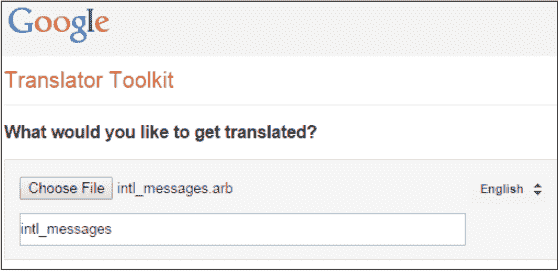 Google
Translator Toolkit
What would you like to get translated?
Choose File intl_messages.arb English
intl_messages